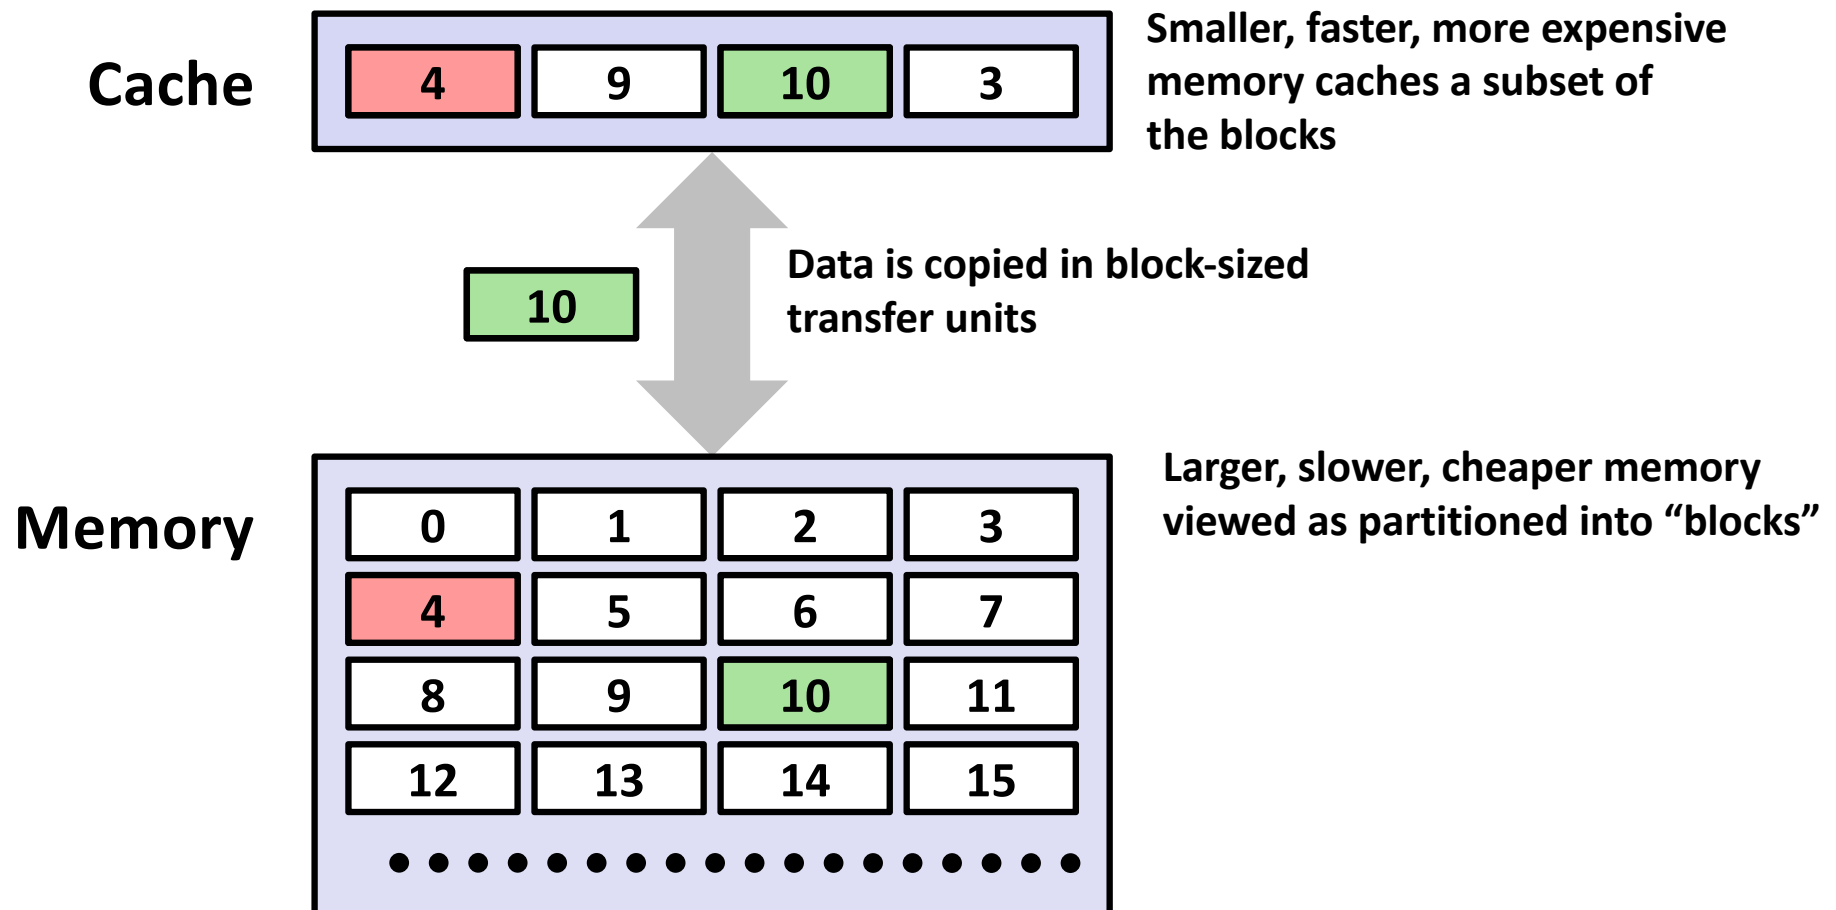 Cache
4 9 10 3
Smaller, faster, more expensive
memory caches a subset of
the blocks
10
Data is copied in block-sized
transfer units
Memory
0 1 2 3
4 5 6 7
8 9 10 11
12 13 14 15
Larger, slower, cheaper memory
viewed as partitioned into “blocks”